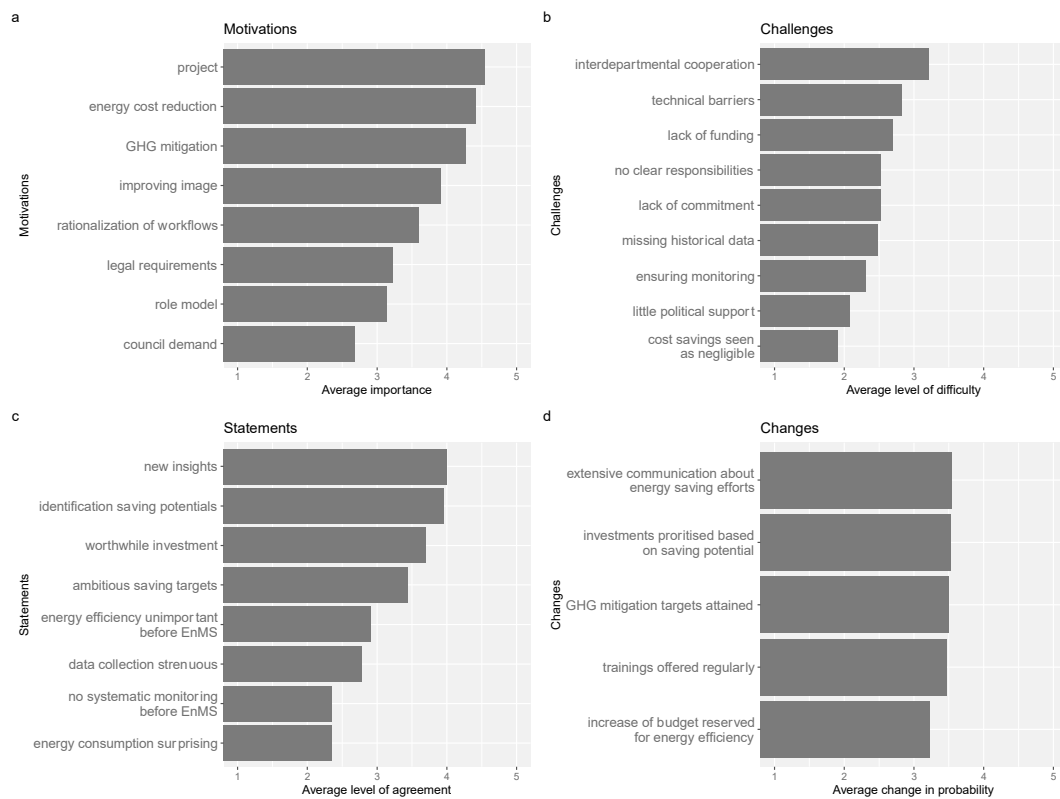 a
Motivations
Motivations
project
energy cost reduction
GHG mitigation
improving image
rationalization of workflows
legal requirements
role model
council demand
1 2 3 4 5
Average importance
b
Challenges
Challenges
interdepartmental cooperation
technical barriers
lack of funding
no clear responsibilities
lack of commitment
missing historical data
ensuring monitoring
little political support
cost savings seen
as negligible
1 2 3 4 5
Average level of difficulty
c
Statements
Statements
new insights
identification saving potentials
worthwhile investment
ambitious saving targets
energy efficiency unimportant
before EnMS
data collection strenuous
no systematic monitoring
before EnMS
energy consumption surprising
1 2 3 4 5
Average level of agreement
d
Changes
Changes
extensive communication about
energy saving efforts
investments proritised based
on saving potential
GHG mitigation targets attained
trainings offered regularly
increase of budget reserved
for energy efficiency
1 2 3 4 5
Average change in probability